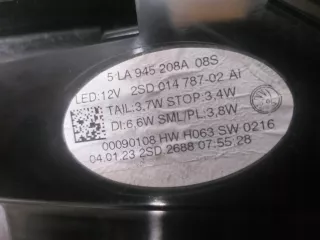 5 LA 945 208A 08S
LED:12V 2SD 014 787-02 AI
TAIL:3,7W STOP:3,4W
DI:6,6W SML/PL:3,8W
00090108 HW H063 SW 0216
04.01.23 2SD 2688 07:55 28